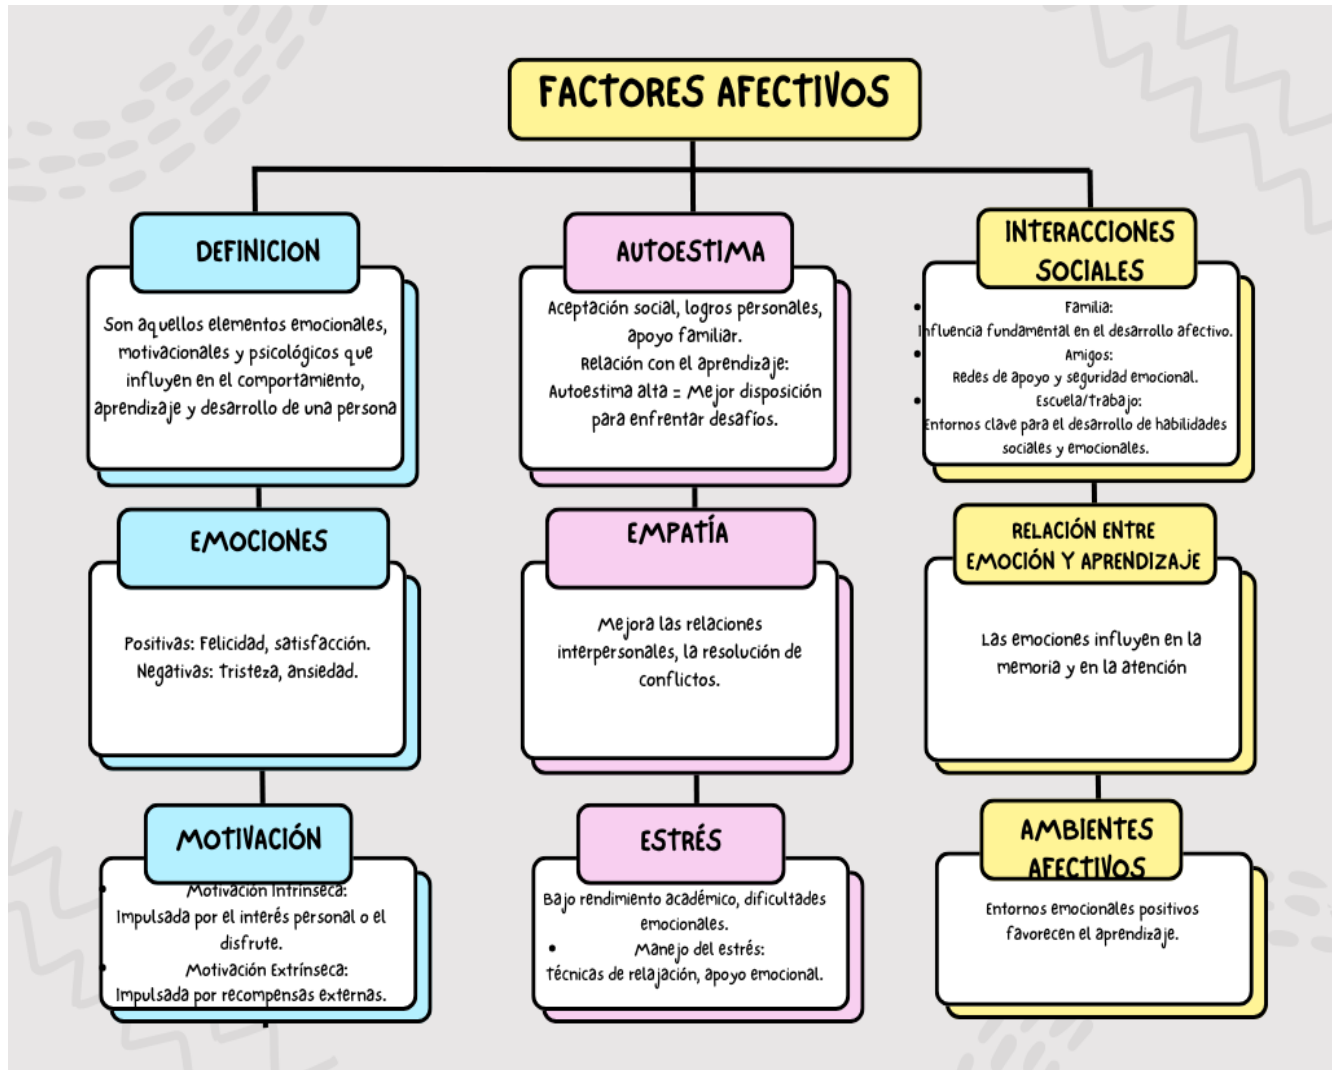 FACTORES AFECTIVOS
DEFINICION
Son aquellos elementos emocionales,
motivacionales y psicológicos que
influyen en el comportamiento,
aprendizaje y desarrollo de una persona
EMOCIONES
Positivas: Felicidad, satisfacción.
Negativas: Tristeza, ansiedad.
MOTIVACIÓN
• Motivación Intrínseca:
Impulsada por el interés personal o el
disfrute.
• Motivación Extrínseca:
Impulsada por recompensas externas.
AUTOESTIMA
Aceptación social, logros personales,
apoyo familiar.
Relación con el aprendizaje:
Autoestima alta = Mejor disposición
para enfrentar desafíos.
EMPATÍA
Mejora las relaciones
interpersonales, la resolución de
conflictos.
ESTRÉS
Bajo rendimiento académico, dificultades
emocionales.
• Manejo del estrés:
Técnicas de relajación, apoyo emocional.
INTERACCIONES
SOCIALES
• Familia:
Influencia fundamental en el desarrollo afectivo.
• Amigos:
Redes de apoyo y seguridad emocional.
• Escuela/Trabajo:
Entornos clave para el desarrollo de habilidades
sociales y emocionales.
RELACIÓN ENTRE
EMOCIÓN Y APRENDIZAJE
Las emociones influyen en la
memoria y en la atención
AMBIENTES
AFECTIVOS
Entornos emocionales positivos
favorecen el aprendizaje.